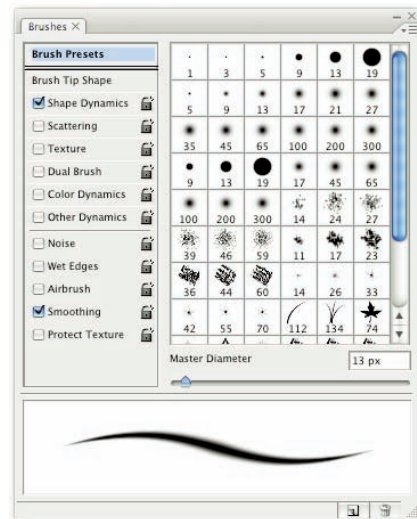 Brushes ×
Brush Presets
Brush Tip Shape
Shape Dynamics
Scattering
Texture
Dual Brush
Color Dynamics
Other Dynamics
Noise
Wet Edges
Airbrush
Smoothing
Protect Texture
1 3 5 9 13 19
5 9 13 17 21 27
35 45 65 100 200 300
9 13 19 17 45 65
100 200 300 14 24 27
39 46 59 11 17 23
36 44 60 14 26 33
42 55 70 112 134 74
Master Diameter
13 px